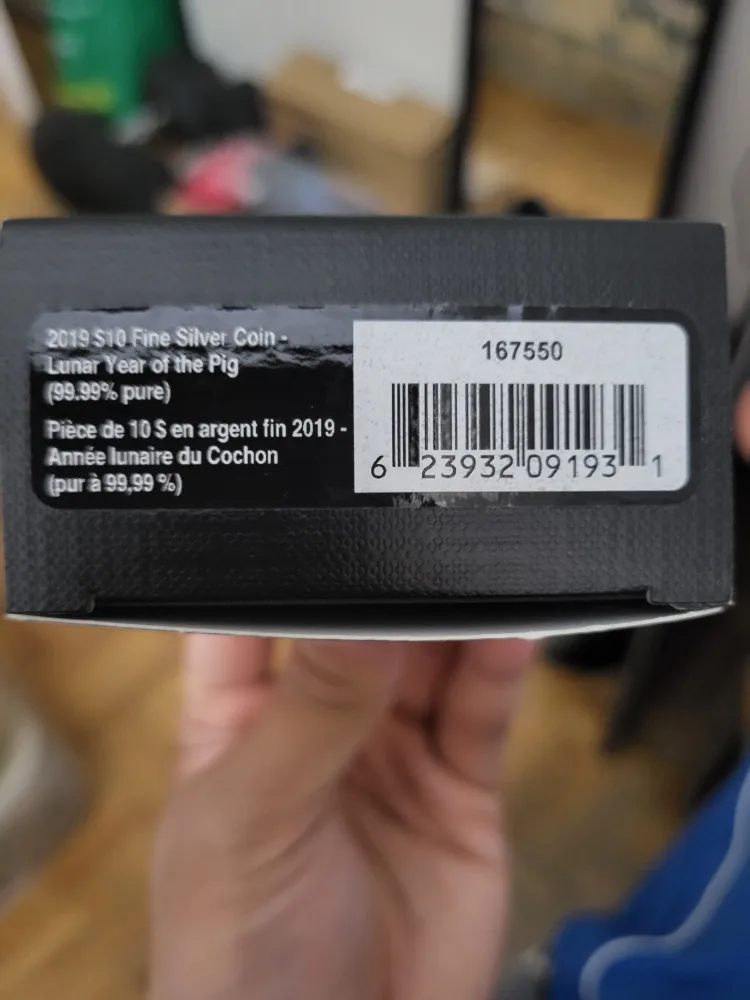 2019 $10 Fine Silver Coin -
Lunar Year of the Pig
(99.99% pure)
Pièce de 10 $ en argent fin 2019 -
Année lunaire du Cochon
(pur à 99,99 %)
167550
6 23932 09193 1